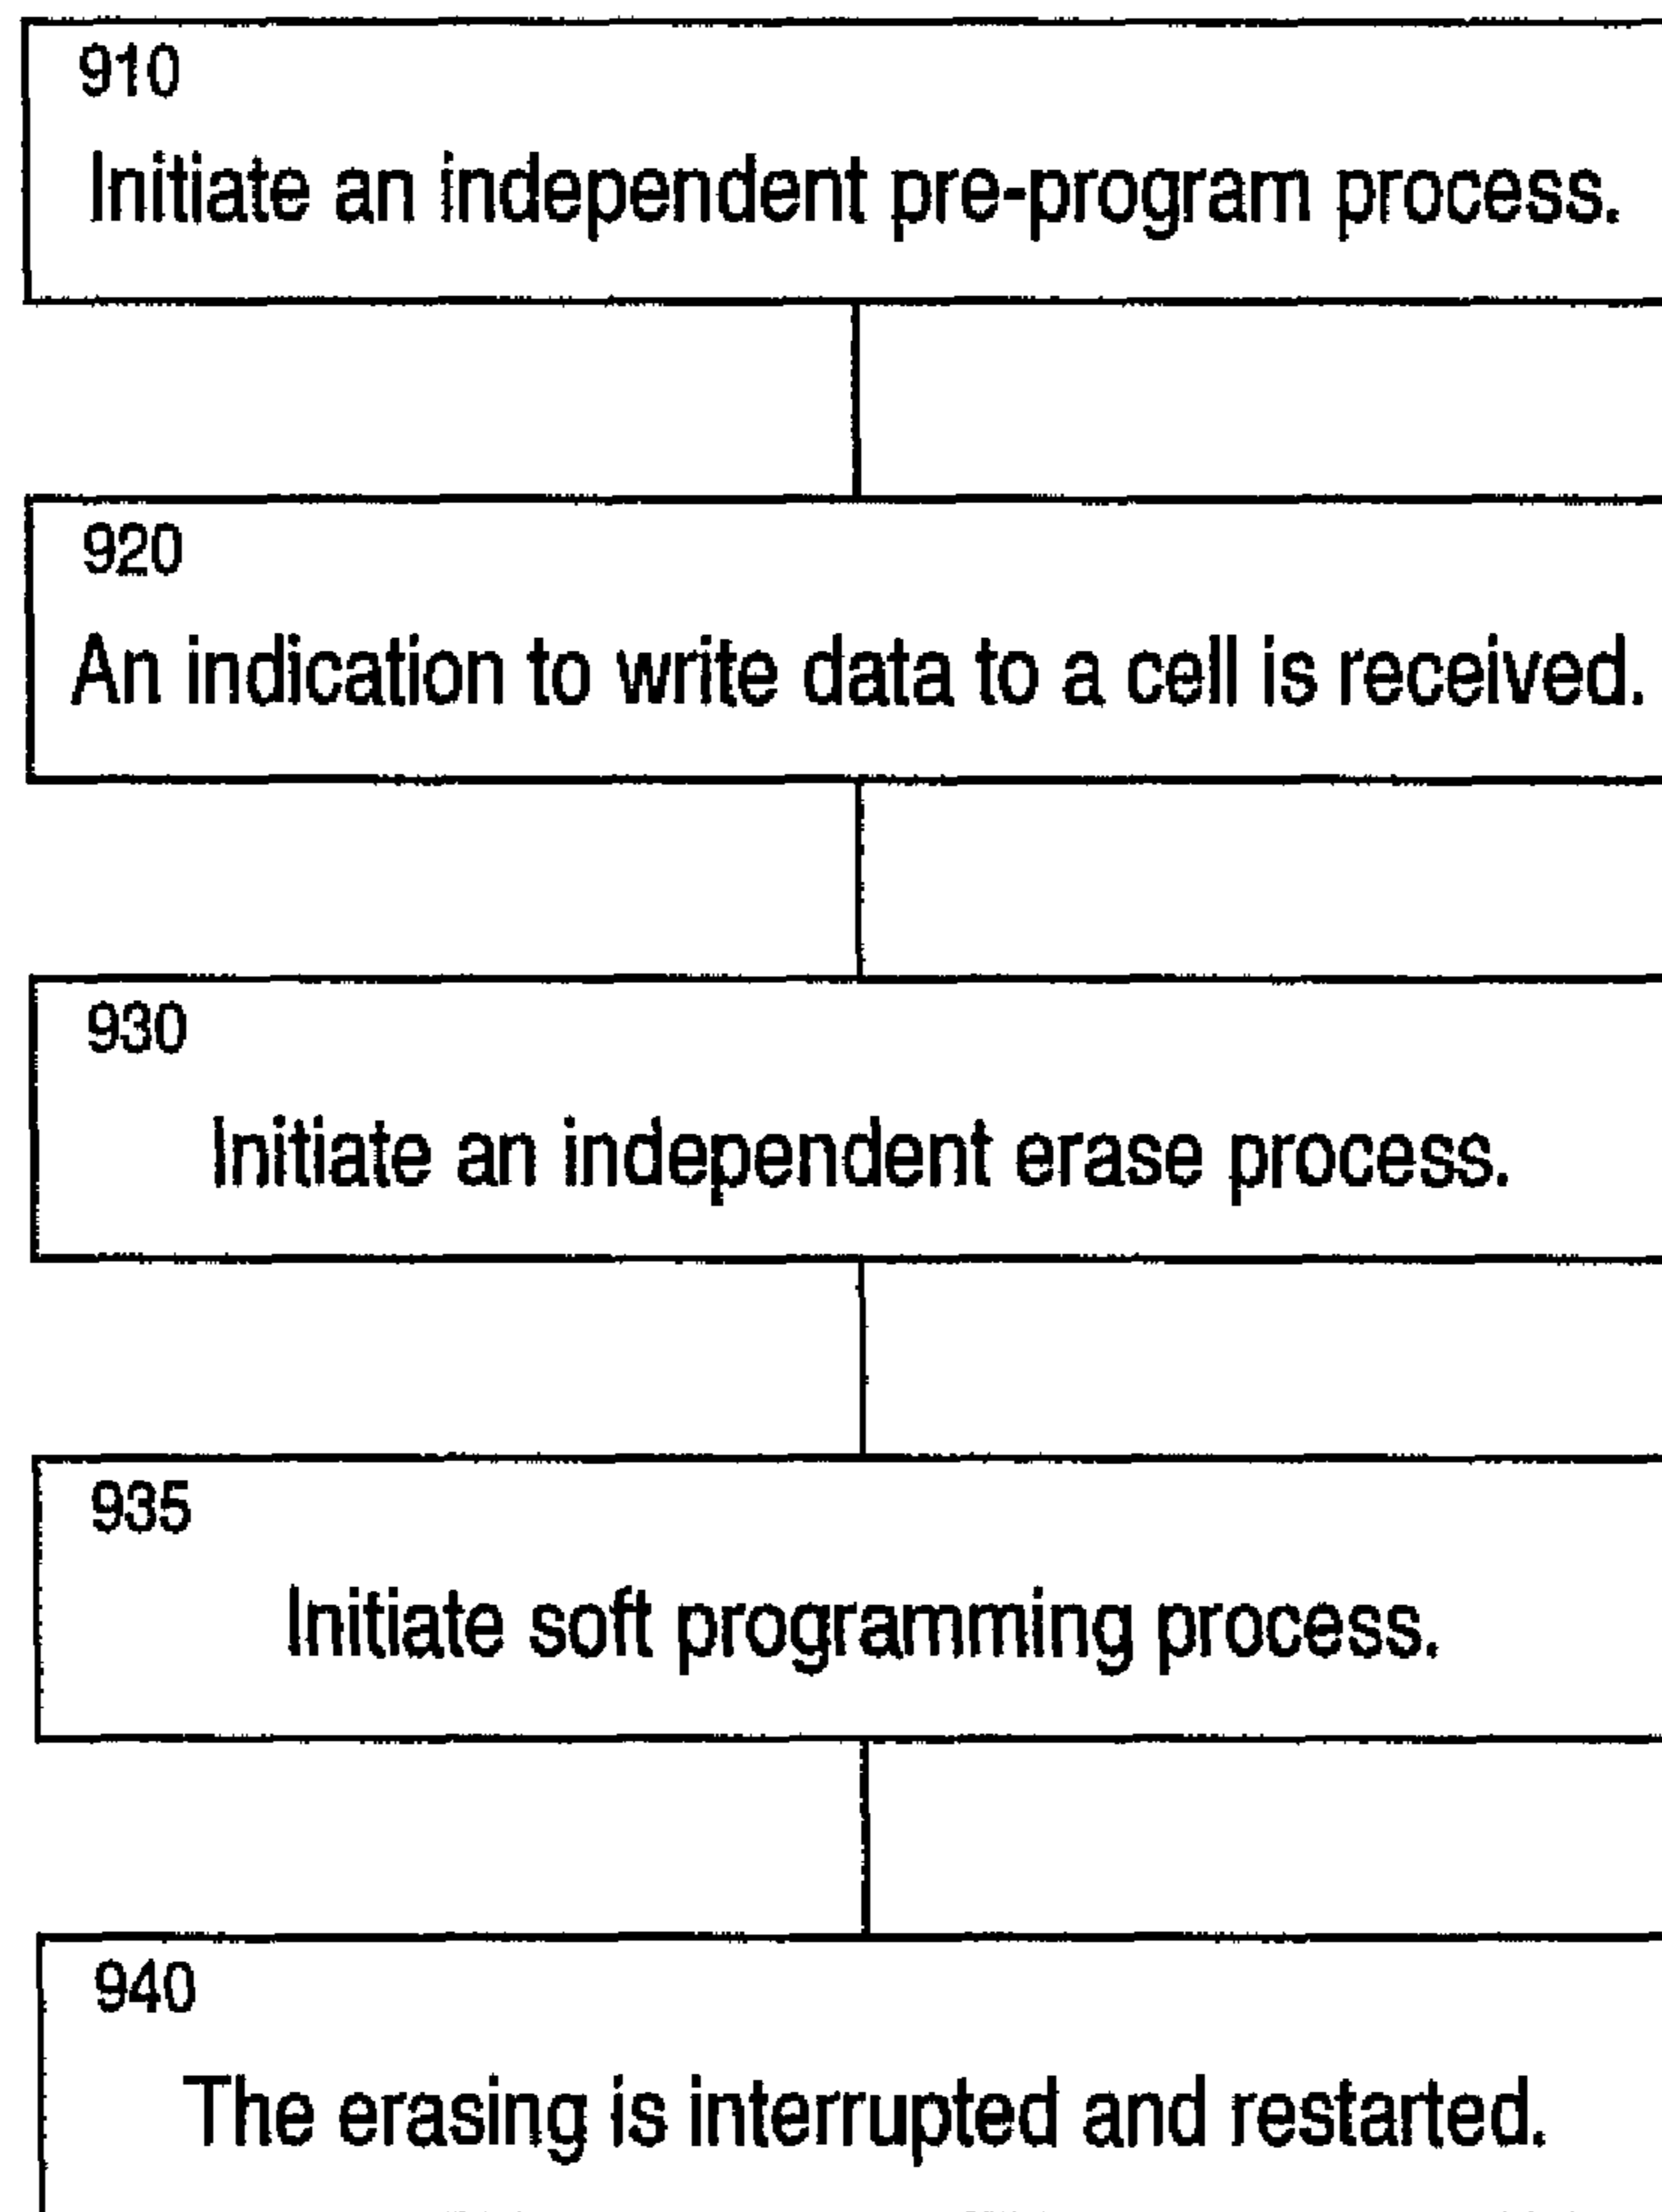 910
Initiate an independent pre-program process.
920
An indication to write data to a cell is received.
930
Initiate an independent erase process.
935
Initiate soft programming process.
940
The erasing is interrupted and restarted.